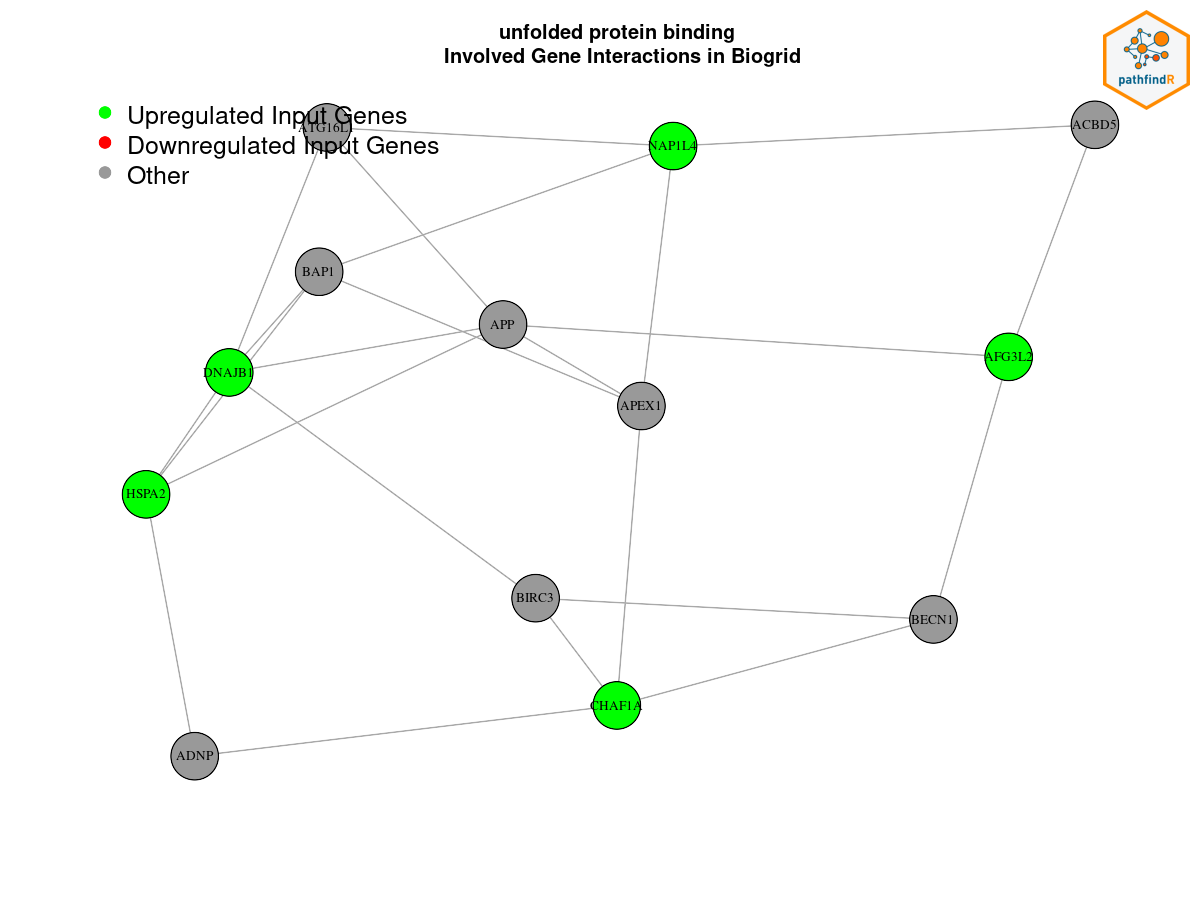 unfolded protein binding
Involved Gene Interactions in Biogrid
pathfindR
Upregulated Input Genes
Downregulated Input Genes
Other
ATG16L1
NAP1L4
ACBD5
BAP1
APP
AFG3L2
DNAJB1
APEX1
HSPA2
BIRC3
BECN1
CHAF1A
ADNP